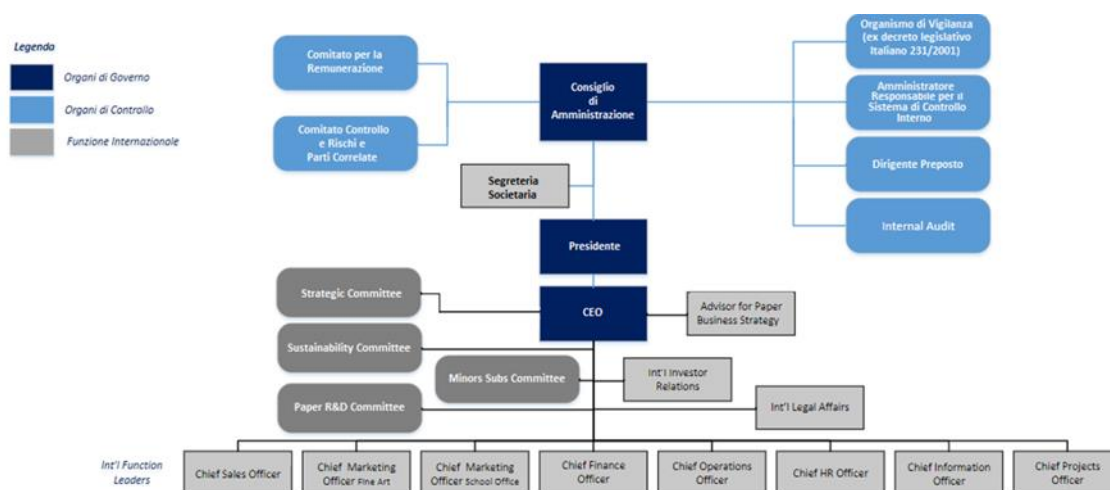 Legenda
Organi di Governo
Organi di Controllo
Funzione Internazionale
Comitato per la
Remunerazione
Comitato Controllo
e Rischi e
Parti Correlate
Consiglio
di
Amministrazione
Organismo di Vigilanza
(ex decreto legislativo
Italiano 231/2001)
Amministratore
Responsabile per il
Sistema di Controllo
Interno
Dirigente Preposto
Internal Audit
Segreteria
Societaria
Presidente
CEO
Strategic Committee
Advisor for Paper
Business Strategy
Sustainability Committee
Minors Subs Committee
Int'l Investor
Relations
Paper R&D Committee
Int'l Legal Affairs
Int'l Function
Leaders
Chief Sales Officer
Chief Marketing
Officer Fine Art
Chief Marketing
Officer School Office
Chief Finance
Officer
Chief Operations
Officer
Chief HR Officer
Chief Information
Officer
Chief Projects
Officer